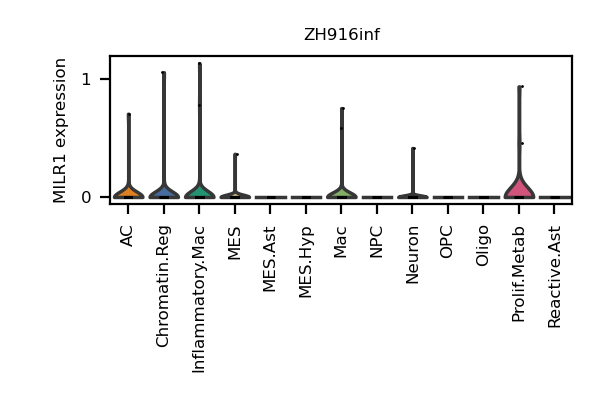 ZH916inf
MILR1 expression
1
0
AC
Chromatin.Reg
Inflammatory.Mac
MES
MES.Ast
MES.Hyp
Mac
NPC
Neuron
OPC
Oligo
Prolif.Metab
Reactive.Ast